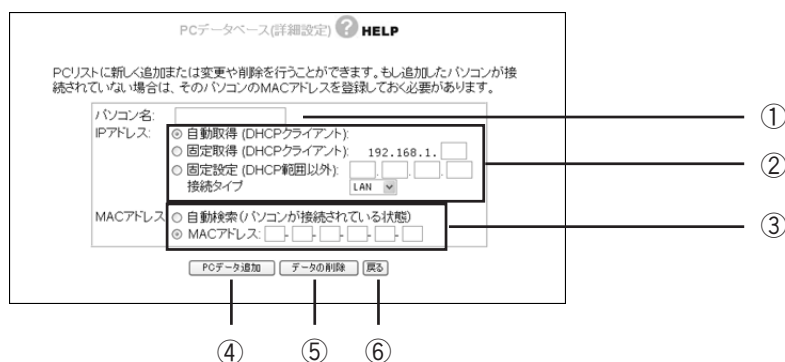 PCデータベース(詳細設定) ? HELP
PCリストに新しく追加または変更や削除を行うことができます。もし追加したパソコンが接
続されていない場合は、そのパソコンのMACアドレスを登録しておく必要があります。
パソコン名:
①
IPアドレス: 自動取得 (DHCPクライアント):
固定取得 (DHCPクライアント): 192.168.1.
固定設定 (DHCP範囲以外): . . .
②
接続タイプ LAN
MACアドレス 自動検索(パソコンが接続されている状態)
③
MACアドレス: - - - - -
PCデータ追加 データの削除 戻る
④ ⑤ ⑥